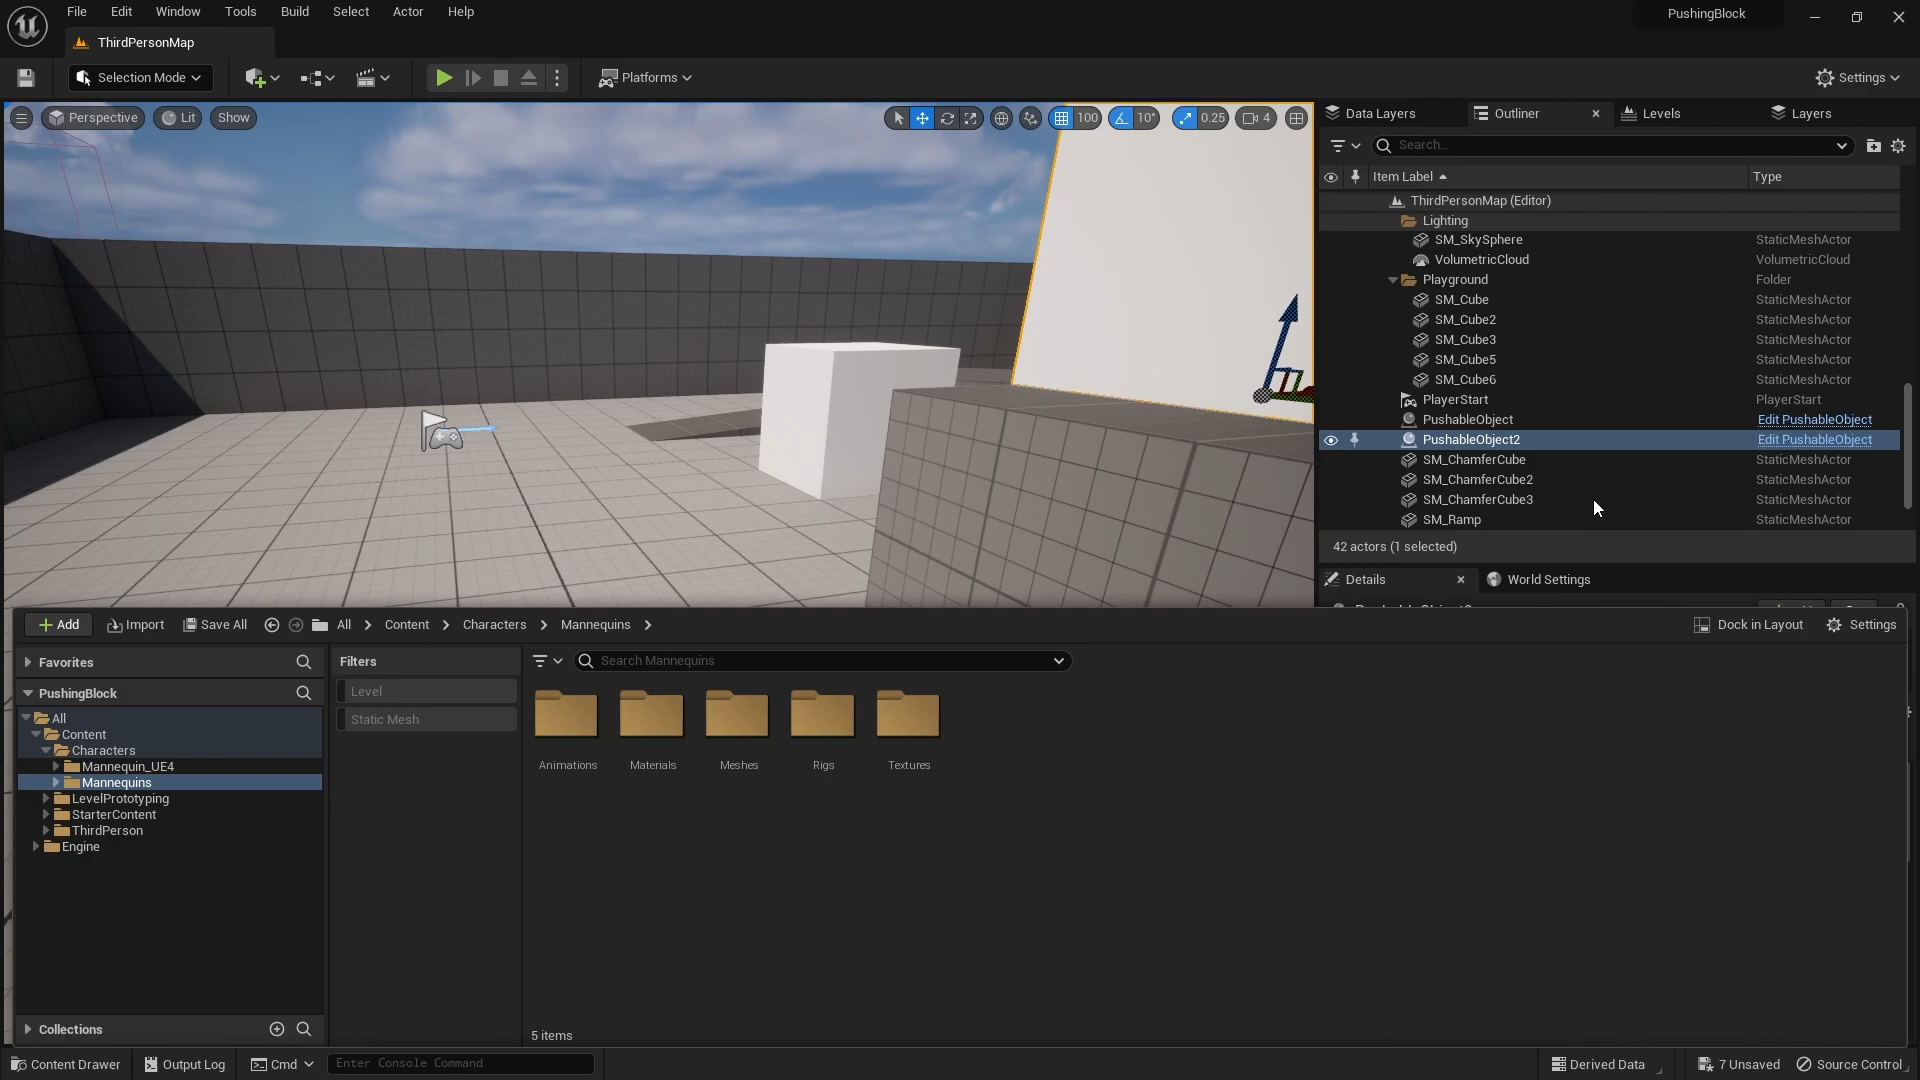 File Edit Window Tools Build Select Actor Help
PushingBlock
ThirdPersonMap
Selection Mode
Platforms
Settings
Perspective Lit Show
100 10° 0.25 4
Data Layers Outliner Levels Layers
Search...
Item Label Type
ThirdPersonMap (Editor)
Lighting
SM_SkySphere StaticMeshActor
VolumetricCloud VolumetricCloud
Playground Folder
SM_Cube StaticMeshActor
SM_Cube2 StaticMeshActor
SM_Cube3 StaticMeshActor
SM_Cube5 StaticMeshActor
SM_Cube6 StaticMeshActor
PlayerStart PlayerStart
PushableObject Edit PushableObject
PushableObject2 Edit PushableObject
SM_ChamferCube StaticMeshActor
SM_ChamferCube2 StaticMeshActor
SM_ChamferCube3 StaticMeshActor
SM_Ramp StaticMeshActor
42 actors (1 selected)
Details World Settings
Add Import Save All All Content Characters Mannequins
Dock in Layout Settings
Favorites
PushingBlock
All
Content
Characters
Mannequin_UE4
Mannequins
LevelPrototyping
StarterContent
ThirdPerson
Engine
Collections
Filters
Level
Static Mesh
Search Mannequins
Animations Materials Meshes Rigs Textures
5 items
Content Drawer Output Log Cmd Enter Console Command
Derived Data 7 Unsaved Source Control